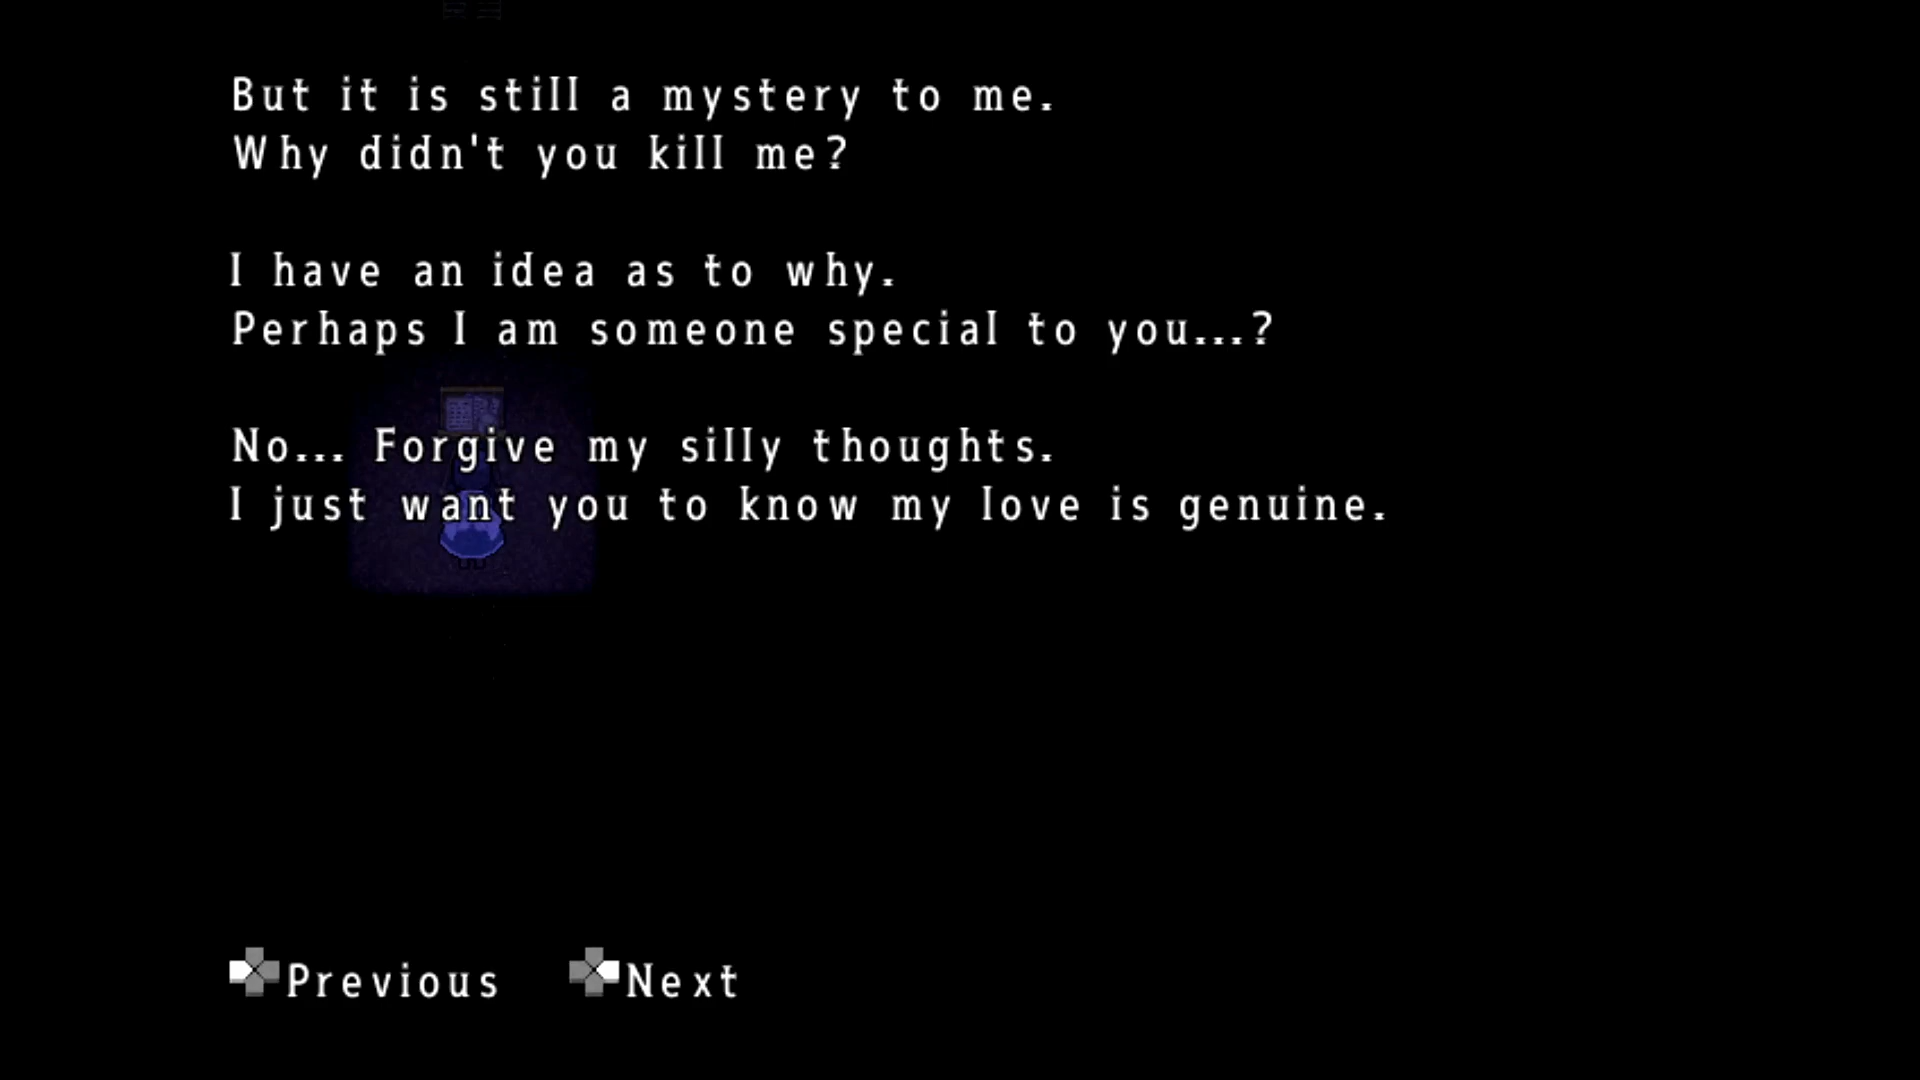 But it is still a mystery to me.
Why didn't you kill me?
I have an idea as to why.
Perhaps I am someone special to you...?
No... Forgive my silly thoughts.
I just want you to know my love is genuine.
Previous Next